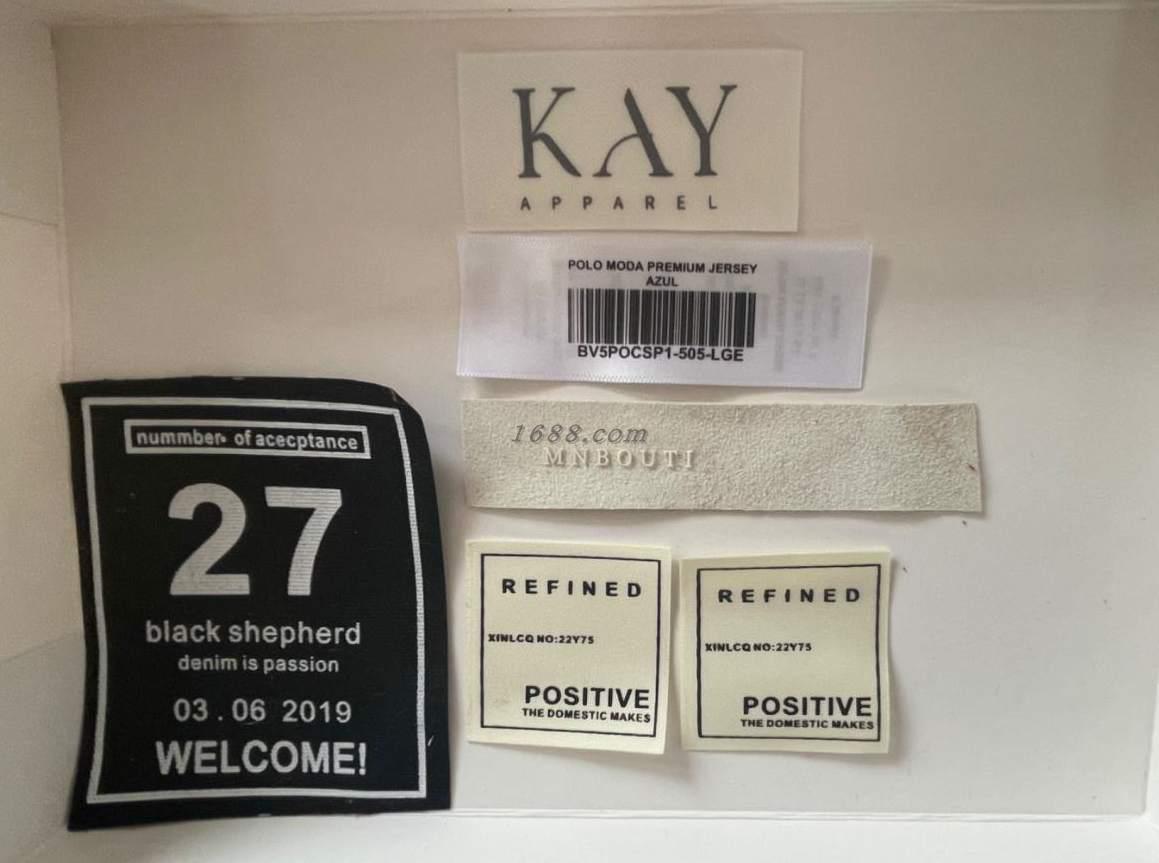 KAY
APPAREL
POLO MODA PREMIUM JERSEY
AZUL
BV5POCSP1-505-LGE
1688.com
MNBOUTI
nummber of acecptance
27
black shepherd
denim is passion
03.06 2019
WELCOME!
REFINED
XINLCQ NO:22Y75
POSITIVE
THE DOMESTIC MAKES
REFINED
XINLCQ NO:22Y75
POSITIVE
THE DOMESTIC MAKES